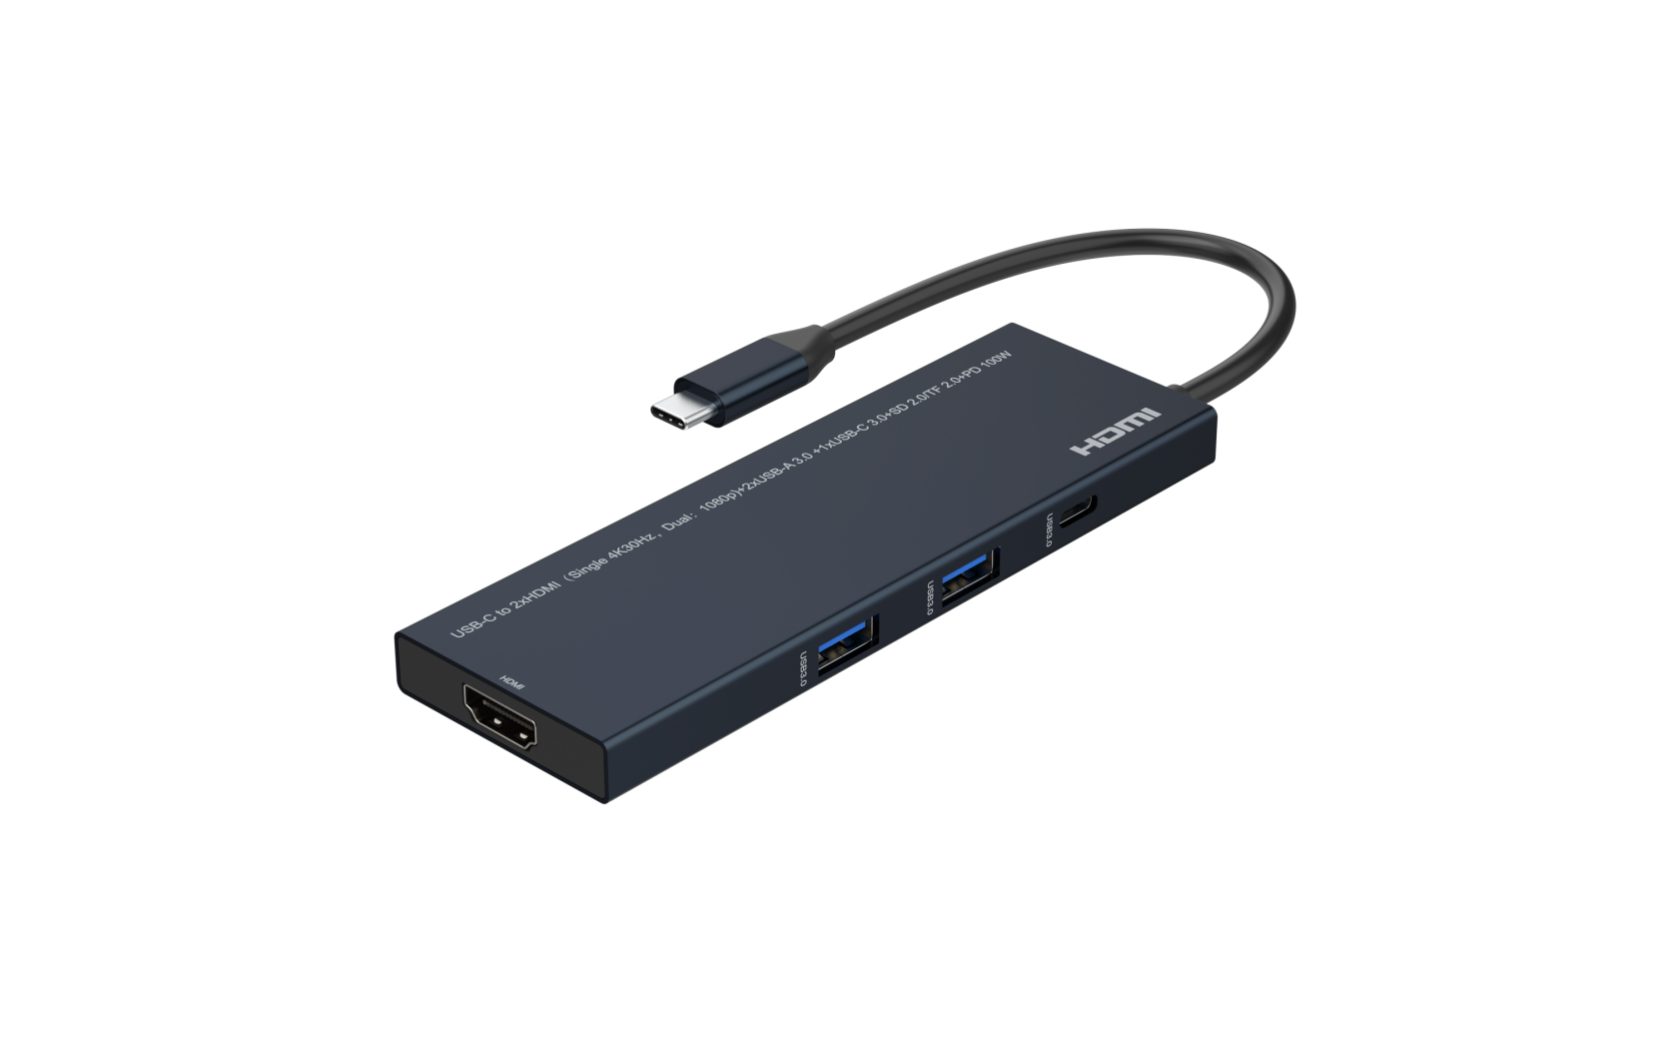 USB-C to 2xHDMI（Single 4K30Hz，Dual：1080p)+2xUSB-A 3.0 +1xUSB-C 3.0+SD 2.0/TF 2.0+PD 100W
HDMI
HDMI
USB3.0
USB3.0
USB3.0